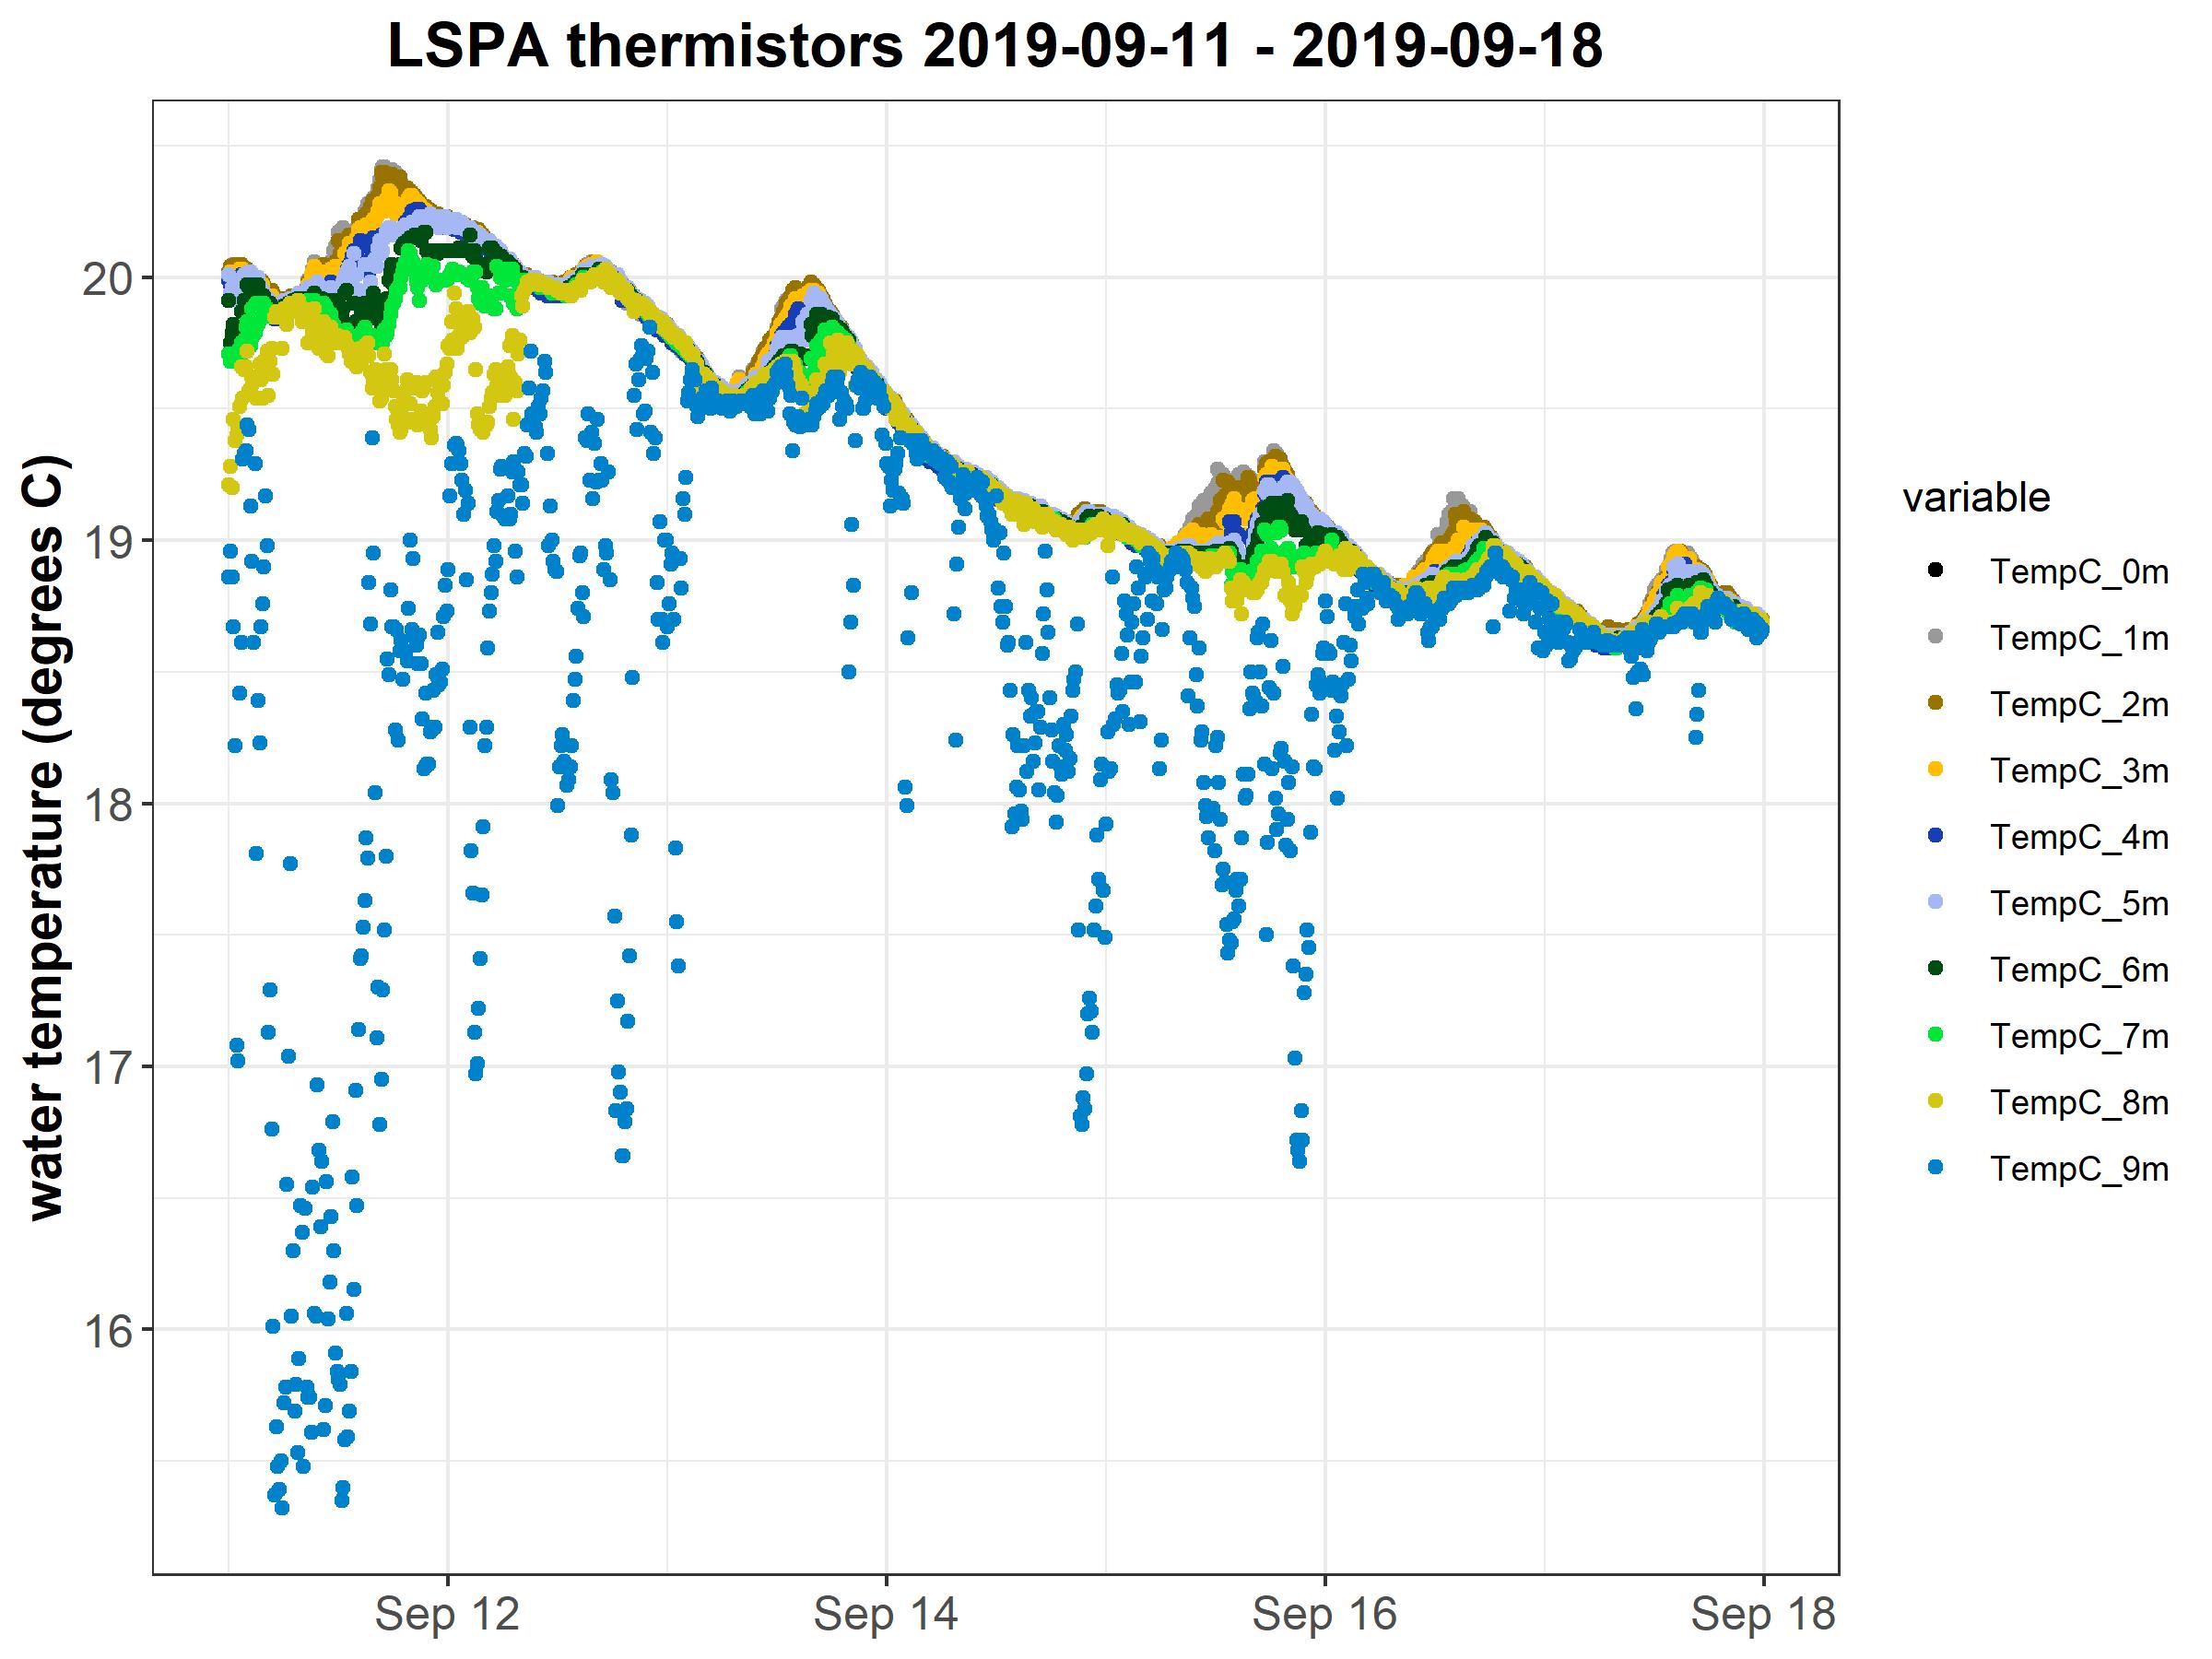 LSPA thermistors 2019-09-11 - 2019-09-18
water temperature (degrees C)
20
19
18
17
16
Sep 12
Sep 14
Sep 16
Sep 18
variable
TempC_0m
TempC_1m
TempC_2m
TempC_3m
TempC_4m
TempC_5m
TempC_6m
TempC_7m
TempC_8m
TempC_9m